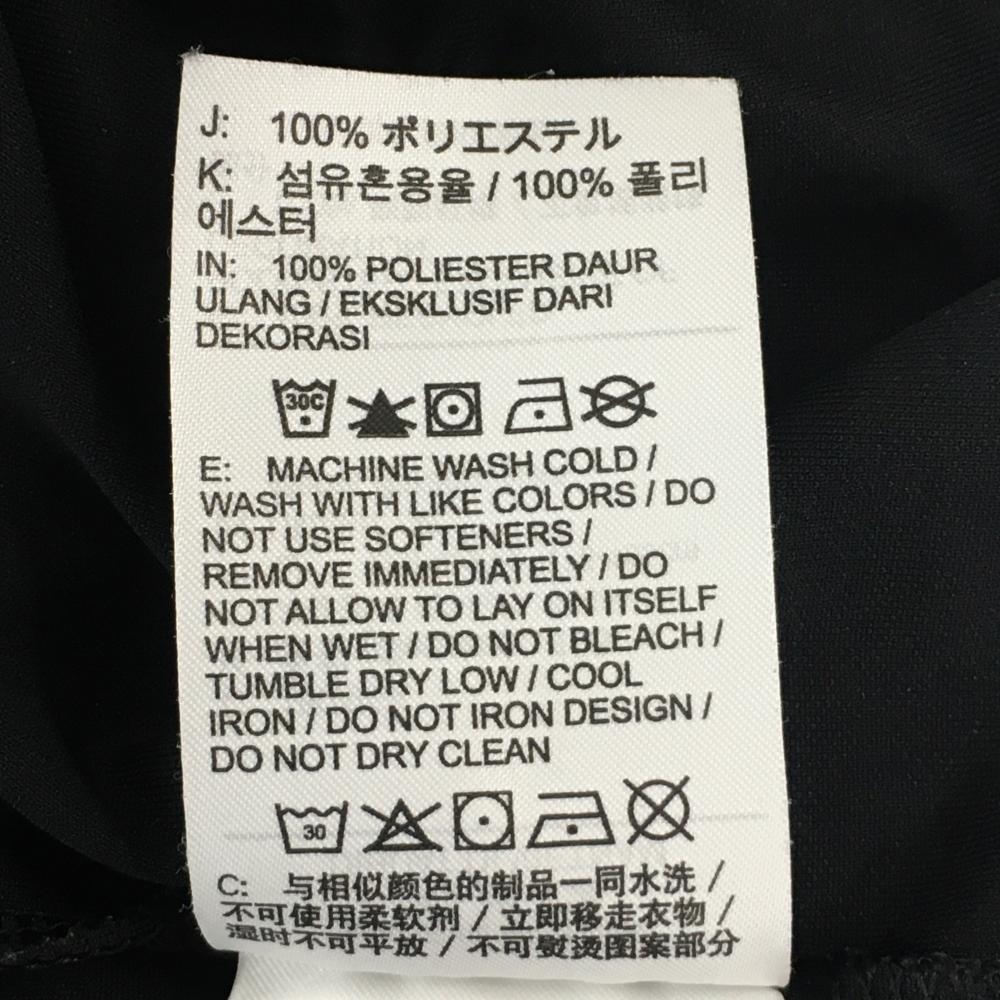 J: 100% ポリエステル
K: 섬유혼용율 / 100% 폴리
에스터
IN: 100% POLIESTER DAUR
ULANG / EKSKLUSIF DARI
DEKORASI
30C
E: MACHINE WASH COLD /
WASH WITH LIKE COLORS / DO
NOT USE SOFTENERS /
REMOVE IMMEDIATELY / DO
NOT ALLOW TO LAY ON ITSELF
WHEN WET / DO NOT BLEACH /
TUMBLE DRY LOW / COOL
IRON / DO NOT IRON DESIGN /
DO NOT DRY CLEAN
30
C: 与相似颜色的制品一同水洗 /
不可使用柔软剂 / 立即移走衣物 /
湿时不可平放 / 不可熨烫图案部分